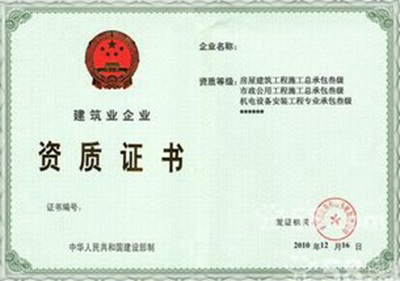 建筑业企业
资质证书
证书编号:
中华人民共和国建设部制
企业名称:
资质等级: 房屋建筑工程施工总承包叁级
市政公用工程施工总承包叁级
机电设备安装工程专业承包叁级
******
发证机关:
2010 年 12 月 16 日